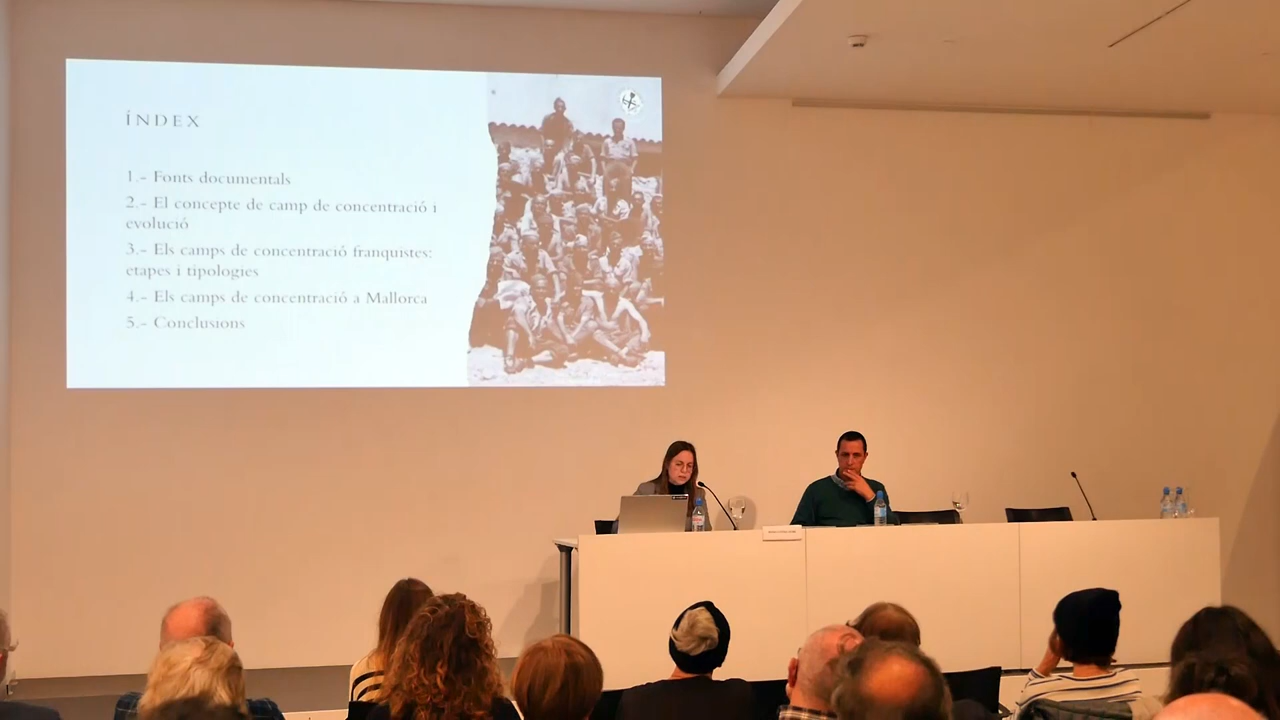 ÍNDEX
1.- Fonts documentals
2.- El concepte de camp de concentració i
evolució
3.- Els camps de concentració franquistes:
etapes i tipologies
4.- Els camps de concentració a Mallorca
5.- Conclusions